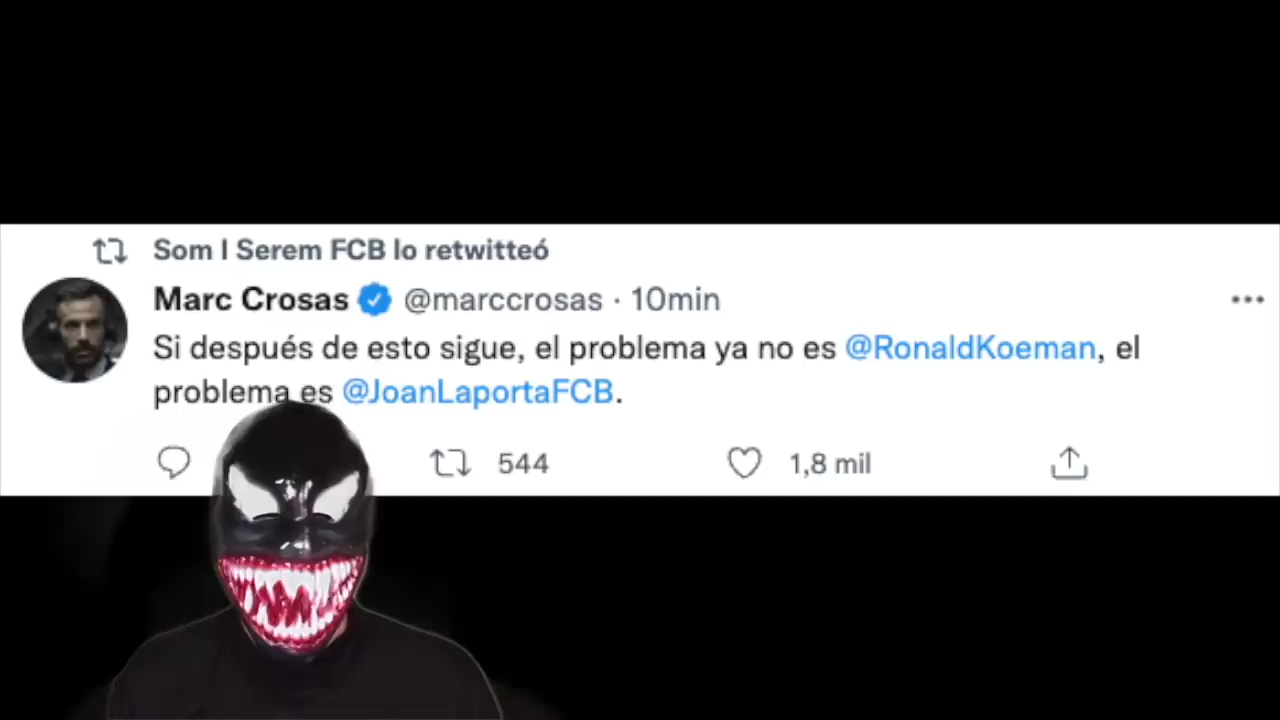 Som I Serem FCB lo retwitteó
Marc Crosas @marccrosas · 10min
Si después de esto sigue, el problema ya no es @RonaldKoeman, el
problema es @JoanLaportaFCB.
544 1,8 mil